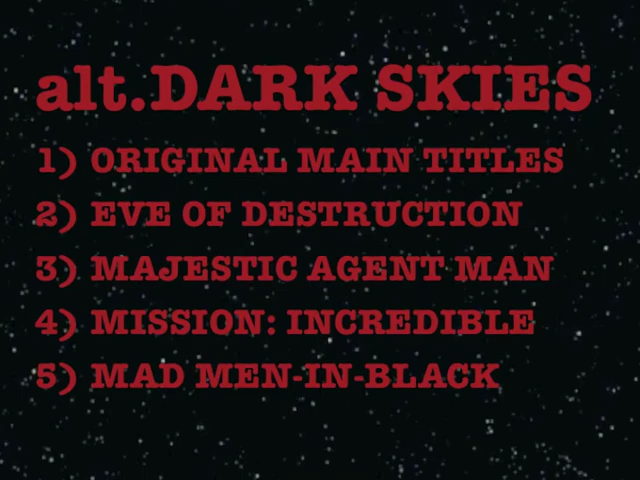 alt.DARK SKIES
1) ORIGINAL MAIN TITLES
2) EVE OF DESTRUCTION
3) MAJESTIC AGENT MAN
4) MISSION: INCREDIBLE
5) MAD MEN-IN-BLACK